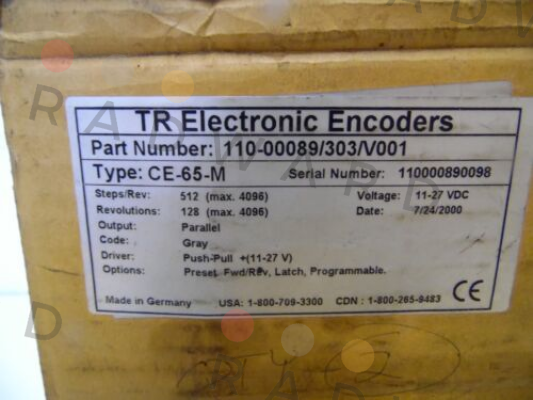 TR Electronic Encoders
Part Number: 110-00089/303/V001
Type: CE-65-M Serial Number: 110000890098
Steps/Rev: 512 (max. 4096) Voltage: 11-27 VDC
Revolutions: 128 (max. 4096) Date: 7/24/2000
Output: Parallel
Code: Gray
Driver: Push-Pull +(11-27 V)
Options: Preset, Fwd/Rev, Latch, Programmable.
Made in Germany USA: 1-800-709-3300 CDN : 1-800-265-9483 CE